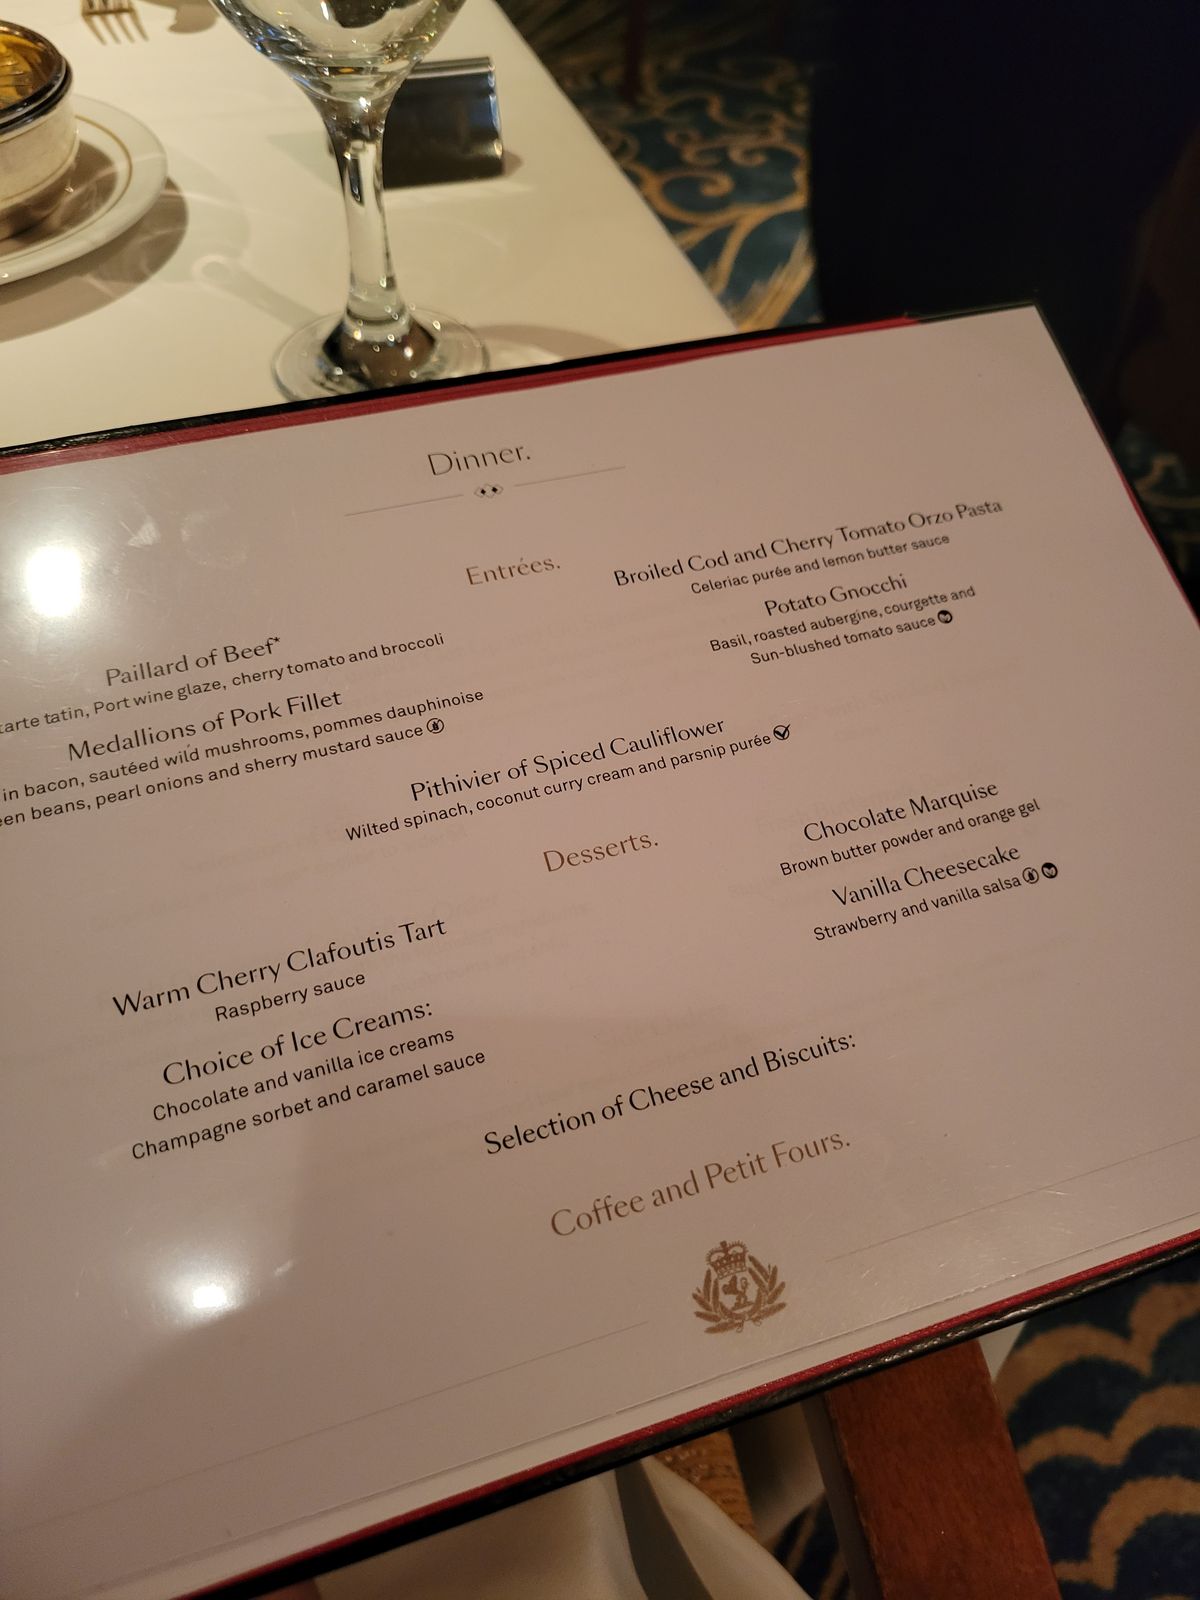 Dinner.
Entrées.
Paillard of Beef*
tarte tatin, Port wine glaze, cherry tomato and broccoli
Medallions of Pork Fillet
in bacon, sautéed wild mushrooms, pommes dauphinoise
beans, pearl onions and sherry mustard sauce
Broiled Cod and Cherry Tomato Orzo Pasta
Celeriac purée and lemon butter sauce
Potato Gnocchi
Basil, roasted aubergine, courgette and
Sun-blushed tomato sauce
Pithivier of Spiced Cauliflower
Wilted spinach, coconut curry cream and parsnip purée
Desserts.
Warm Cherry Clafoutis Tart
Raspberry sauce
Choice of Ice Creams:
Chocolate and vanilla ice creams
Champagne sorbet and caramel sauce
Chocolate Marquise
Brown butter powder and orange gel
Vanilla Cheesecake
Strawberry and vanilla salsa
Selection of Cheese and Biscuits:
Coffee and Petit Fours.